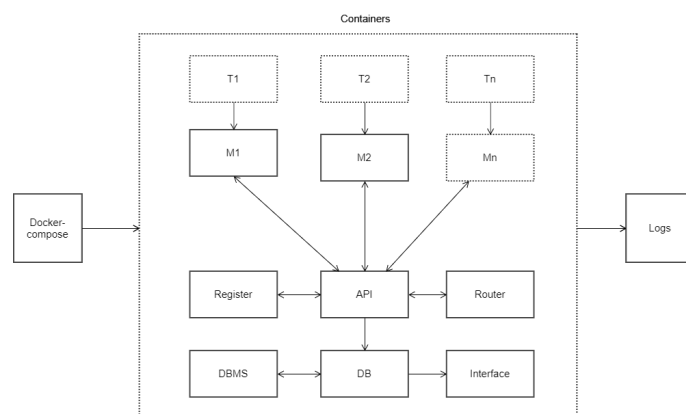 Containers
T1
T2
Tn
M1
M2
Mn
Docker-
compose
Logs
Register
API
Router
DBMS
DB
Interface